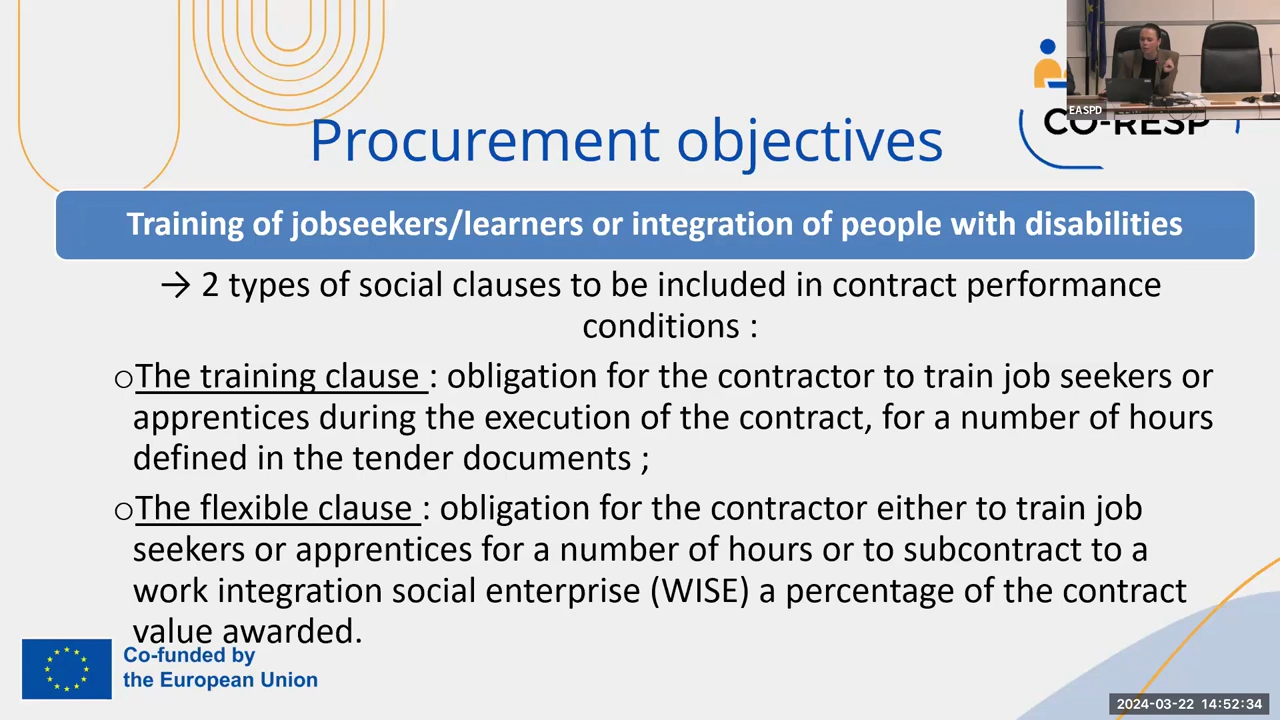 EASPD
CO-RESP
Procurement objectives
Training of jobseekers/learners or integration of people with disabilities
→ 2 types of social clauses to be included in contract performance
conditions :
oThe training clause : obligation for the contractor to train job seekers or
apprentices during the execution of the contract, for a number of hours
defined in the tender documents ;
oThe flexible clause : obligation for the contractor either to train job
seekers or apprentices for a number of hours or to subcontract to a
work integration social enterprise (WISE) a percentage of the contract
value awarded.
Co-funded by
the European Union
2024-03-22 14:52:34